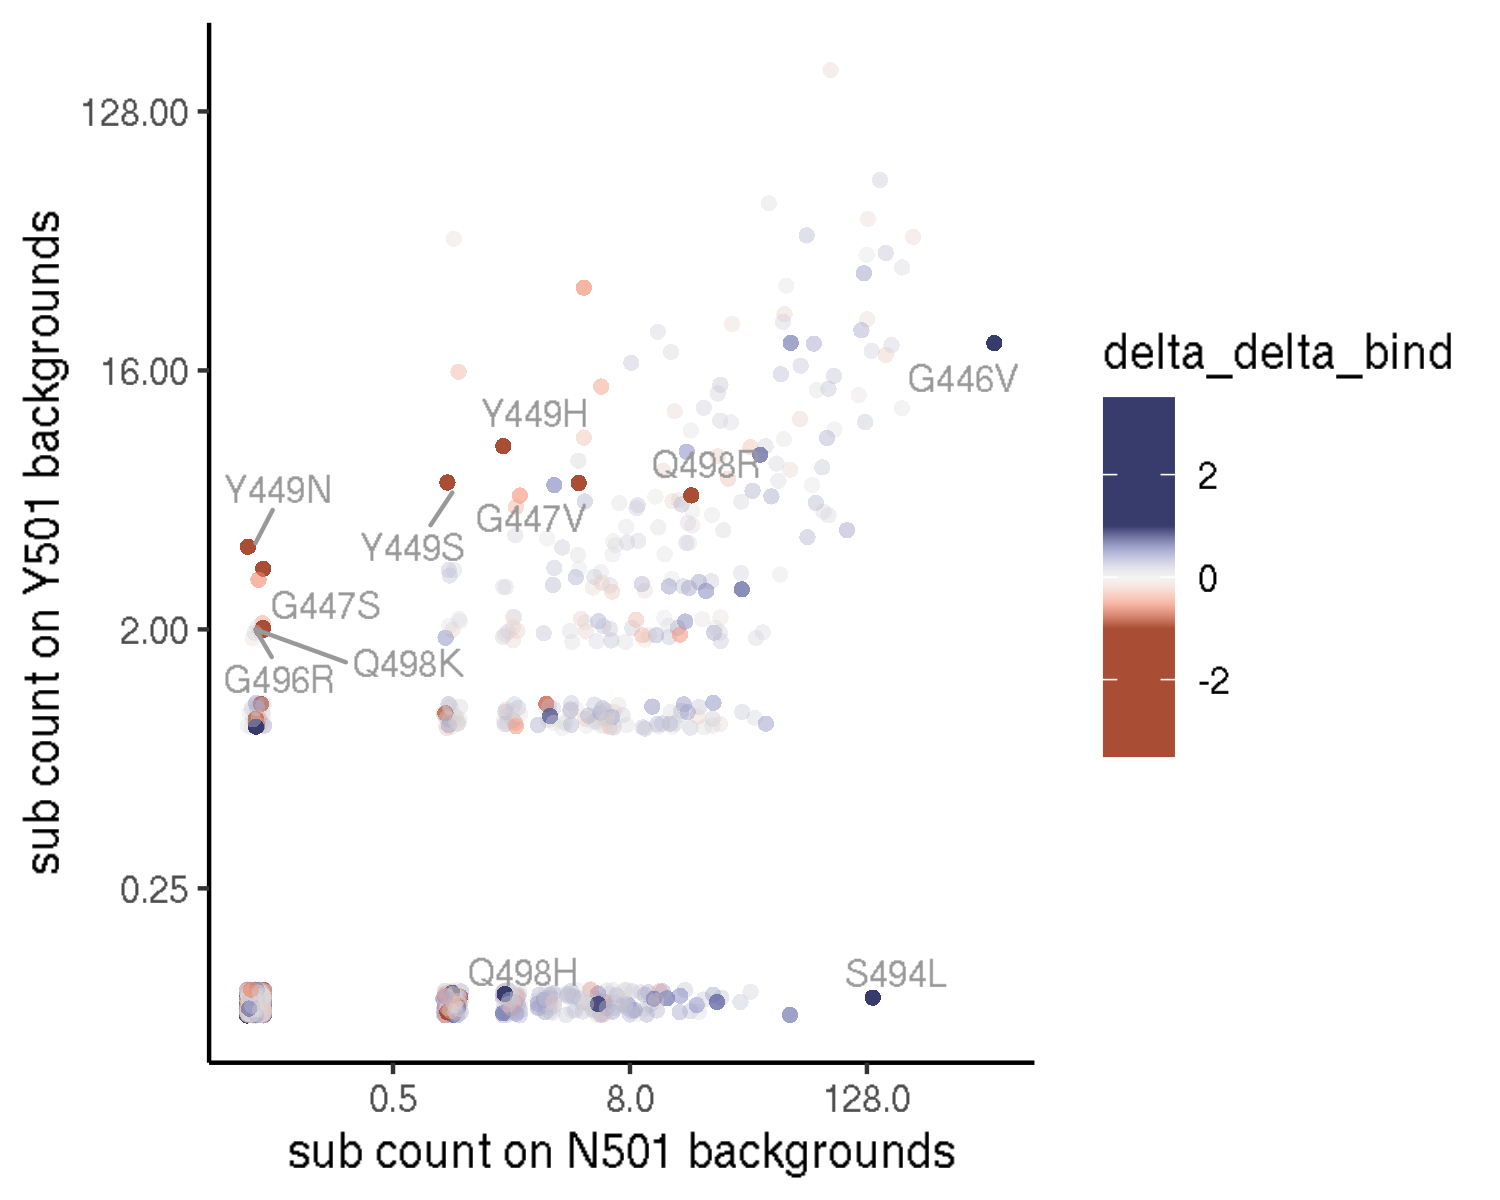 sub count on Y501 backgrounds
128.00
16.00
2.00
0.25
Y449H
G446V
Q498R
Y449N
G447V
Y449S
G447S
Q498K
G496R
Q498H
S494L
0.5
8.0
128.0
sub count on N501 backgrounds
delta_delta_bind
2
0
-2